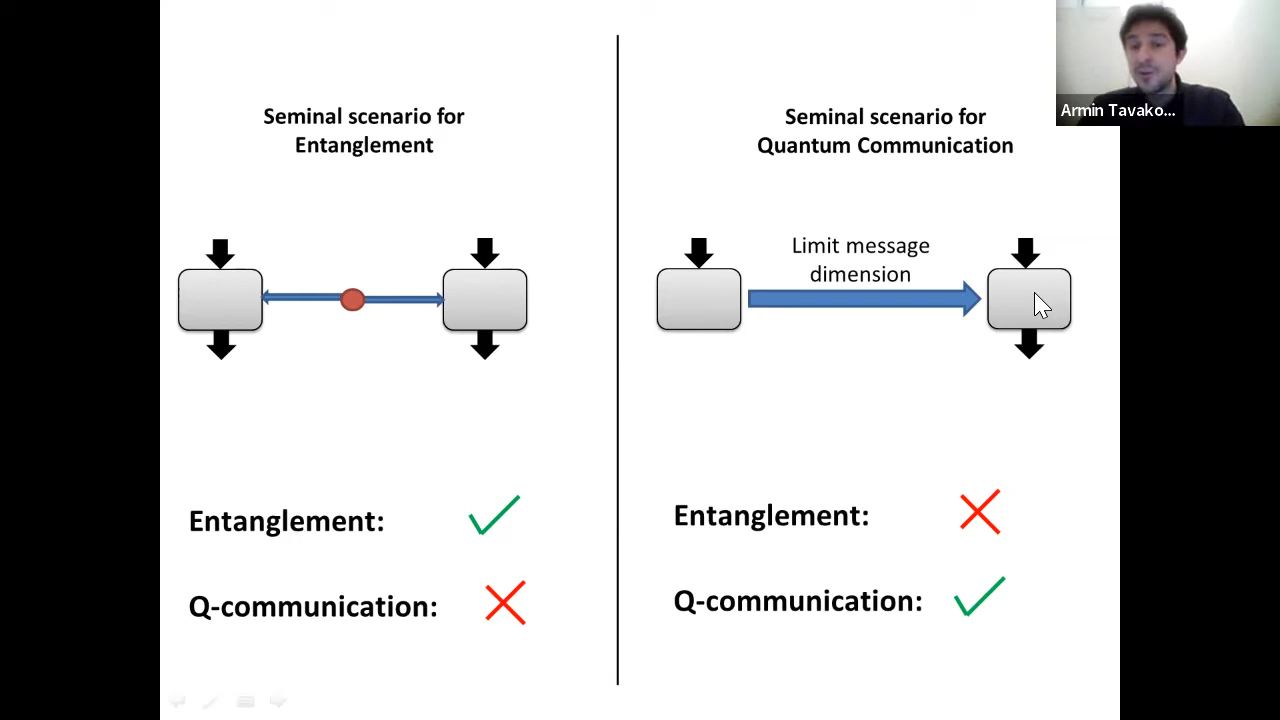 Seminal scenario for
Entanglement
Entanglement:
Q-communication:
Seminal scenario for
Quantum Communication
Limit message
dimension
Entanglement:
Q-communication:
Armin Tavako...